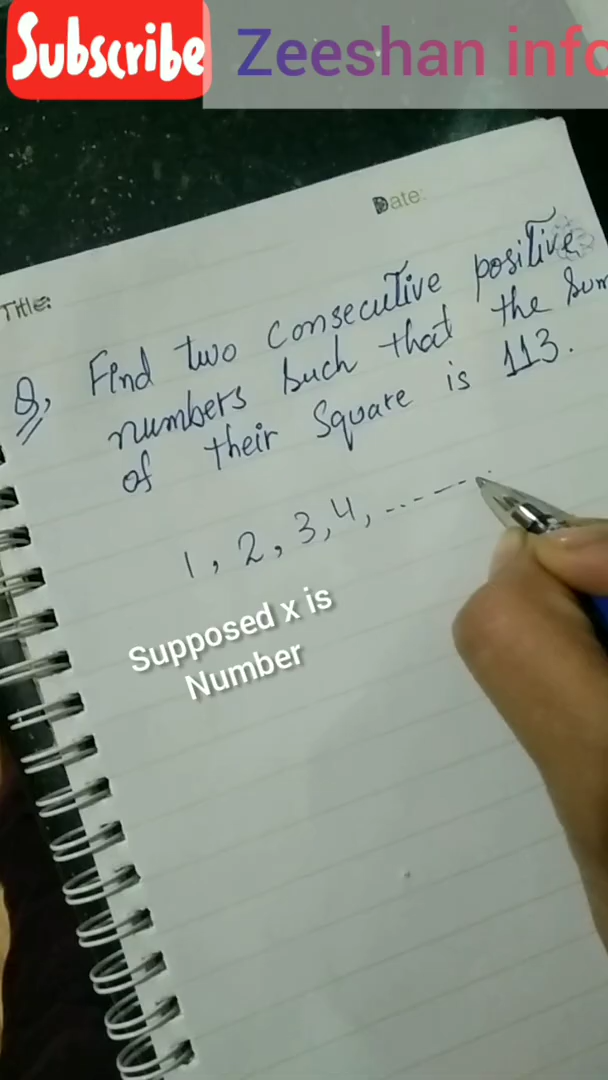 Subscribe Zeeshan info
Date:
Title:
Q, Find two consecutive positive
numbers such that the Sum
of their Square is 113.
1, 2, 3, 4, ------
Supposed x is
Number